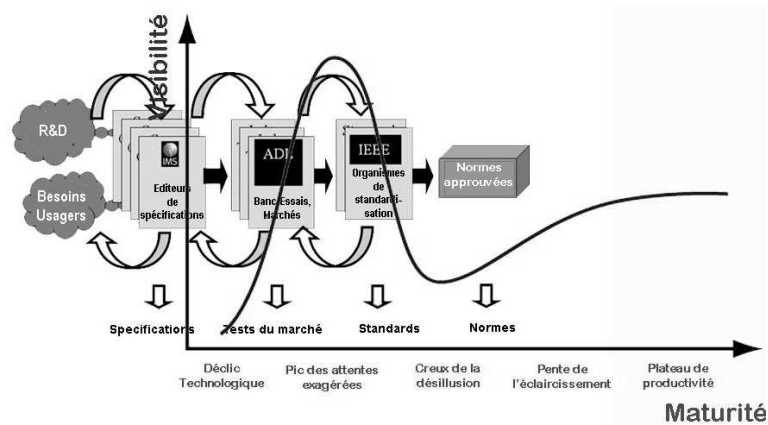 Visibilité
R&D
Besoins
Usagers
IMS
Editeurs
de
spécifications
ADL
Banc Essais,
Marchés
IEEE
Organismes
de
standardi-
sation
Normes
approuvées
Specifications
Tests du marché
Standards
Normes
Déclic
Technologique
Pic des attentes
exagérées
Creux de la
désillusion
Pente de
l'éclaircissement
Plateau de
productivité
Maturité